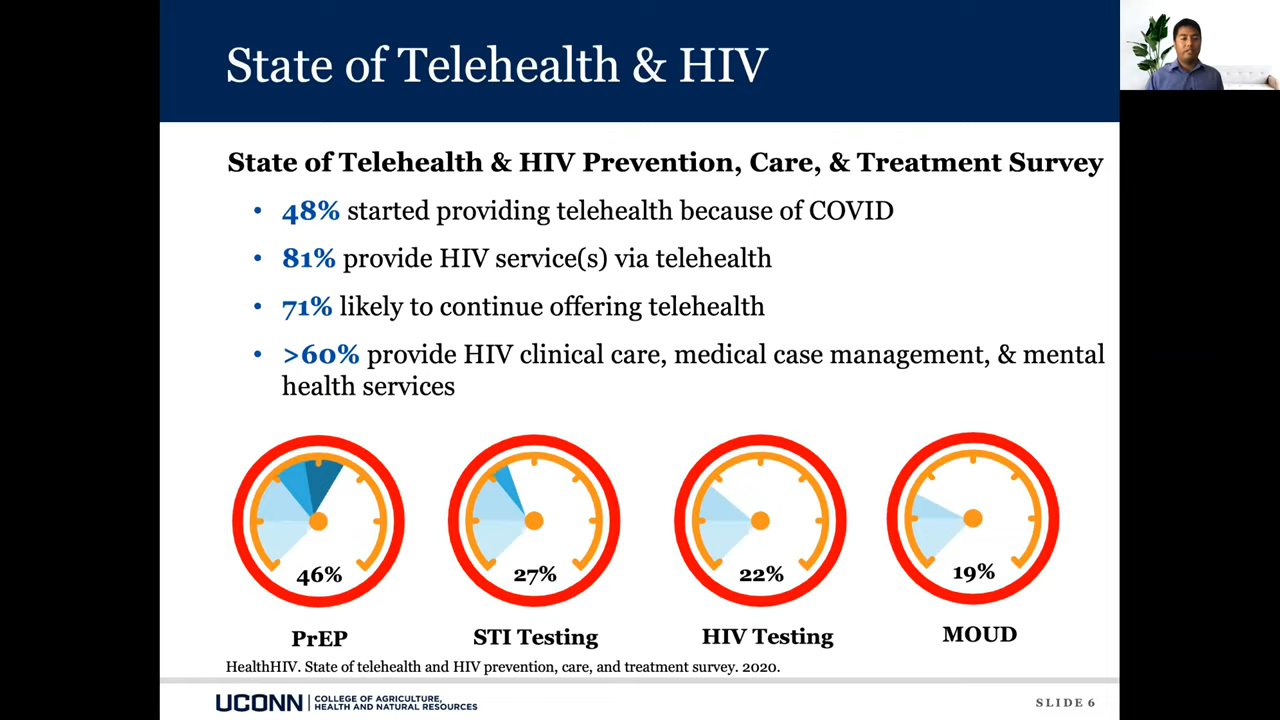 State of Telehealth & HIV
State of Telehealth & HIV Prevention, Care, & Treatment Survey
• 48% started providing telehealth because of COVID
• 81% provide HIV service(s) via telehealth
• 71% likely to continue offering telehealth
• >60% provide HIV clinical care, medical case management, & mental
health services
46%
27%
22%
19%
PrEP
STI Testing
HIV Testing
MOUD
HealthHIV. State of telehealth and HIV prevention, care, and treatment survey. 2020.
UCONN
COLLEGE OF AGRICULTURE,
HEALTH AND NATURAL RESOURCES
SLIDE 6